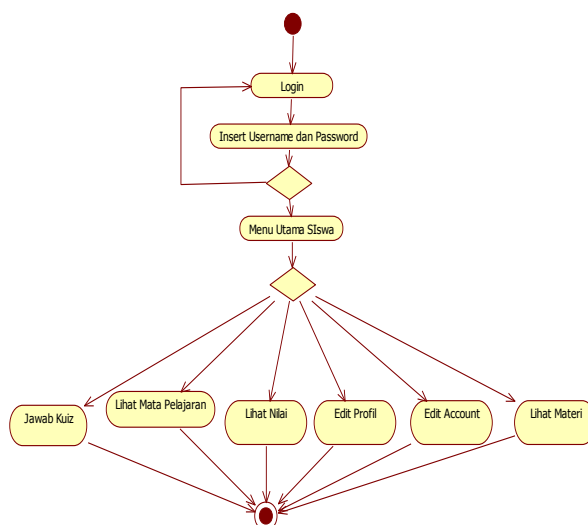 Login
Insert Username dan Password
Menu Utama SIswa
Jawab Kuiz
Lihat Mata Pelajaran
Lihat Nilai
Edit Profil
Edit Account
Lihat Materi